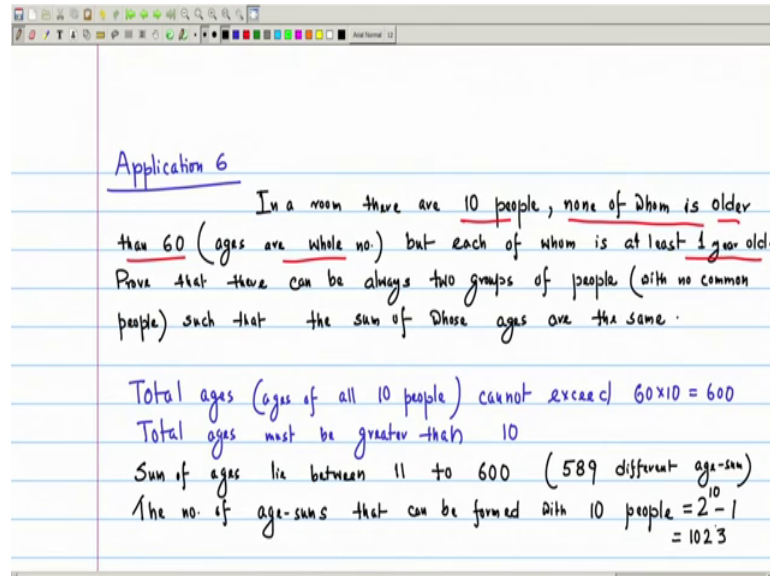 Arial Normal 12
Application 6
In a room there are 10 people, none of whom is older
than 60 (ages are whole no.) but each of whom is at least 1 year old.
Prove that there can be always two groups of people (with no common
people) such that the sum of whose ages are the same.
Total ages (ages of all 10 people) cannot exceed 60×10 = 600
Total ages must be greater than 10
Sum of ages lie between 11 to 600 (589 different age-sum)
The no. of age-sums that can be formed with 10 people = 2¹⁰-1
= 1023